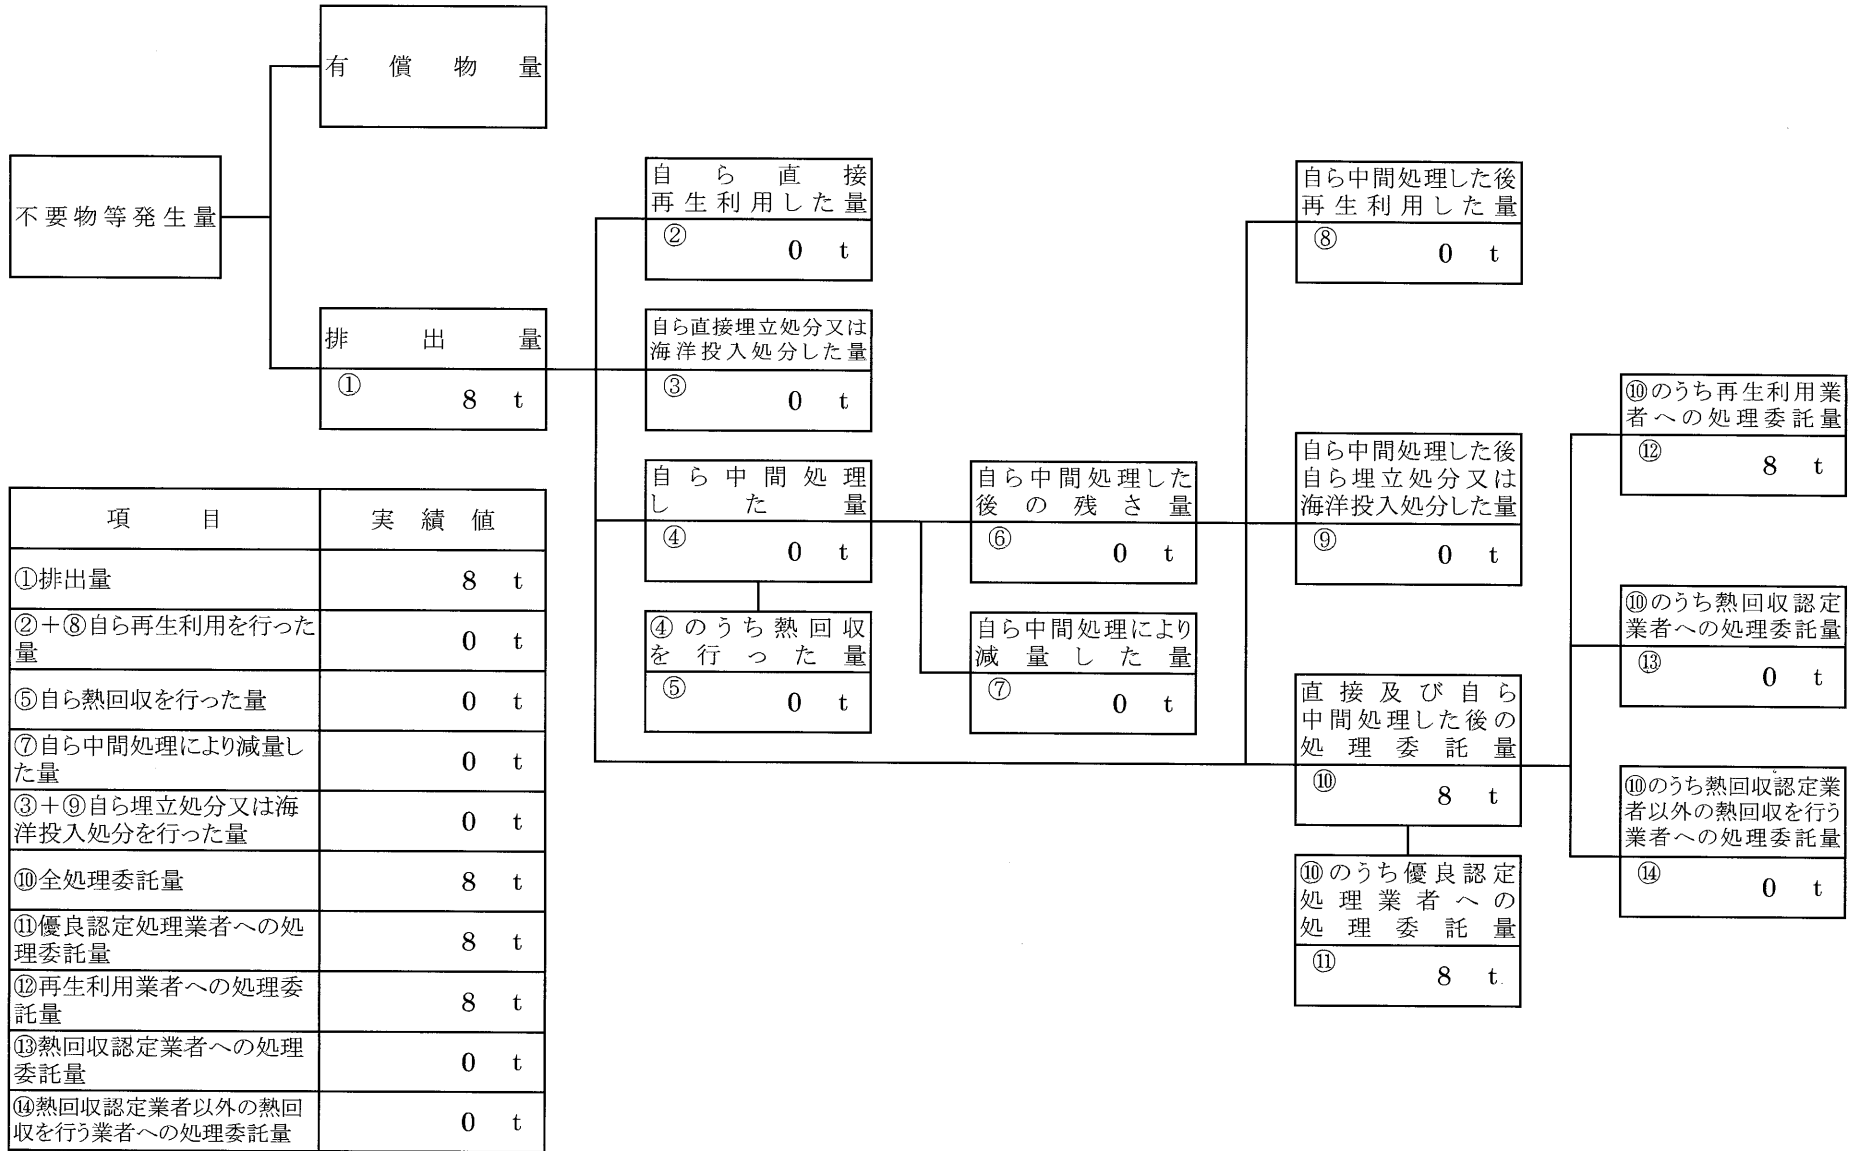 有償物量
不要物等発生量
排出量
① 8 t
自ら直接
再生利用した量
② 0 t
自ら直接埋立処分又は
海洋投入処分した量
③ 0 t
自ら中間処理
した量
④ 0 t
④のうち熱回収
を行った量
⑤ 0 t
自ら中間処理した
後の残さ量
⑥ 0 t
自ら中間処理により
減量した量
⑦ 0 t
自ら中間処理した後
再生利用した量
⑧ 0 t
自ら中間処理した後
自ら埋立処分又は
海洋投入処分した量
⑨ 0 t
直接及び自ら
中間処理した後の
処理委託量
⑩ 8 t
⑩のうち優良認定
処理業者への
処理委託量
⑪ 8 t
⑩のうち再生利用業
者への処理委託量
⑫ 8 t
⑩のうち熱回収認定
業者への処理委託量
⑬ 0 t
⑩のうち熱回収認定業
者以外の熱回収を行う
業者への処理委託量
⑭ 0 t
項目 実績値
①排出量 8 t
②+⑧自ら再生利用を行った
量 0 t
⑤自ら熱回収を行った量 0 t
⑦自ら中間処理により減量し
た量 0 t
③+⑨自ら埋立処分又は海
洋投入処分を行った量 0 t
⑩全処理委託量 8 t
⑪優良認定処理業者への処
理委託量 8 t
⑫再生利用業者への処理委
託量 8 t
⑬熱回収認定業者への処理
委託量 0 t
⑭熱回収認定業者以外の熱回
収を行う業者への処理委託量 0 t